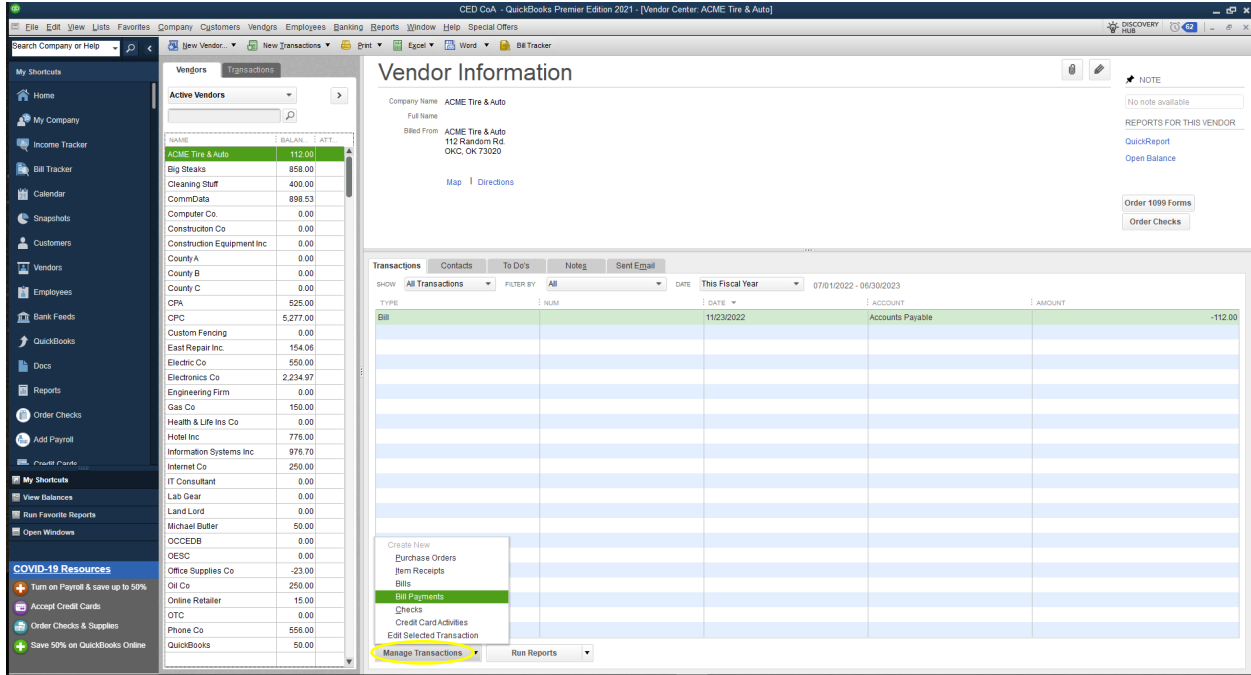 CED CoA - QuickBooks Premier Edition 2021 - [Vendor Center: ACME Tire & Auto]
File Edit View Lists Favorites Company Customers Vendors Employees Banking Reports Window Help Special Offers
DISCOVERY HUB 62
Search Company or Help
New Vendor... New Transactions Print Excel Word Bill Tracker
My Shortcuts
Home
My Company
Income Tracker
Bill Tracker
Calendar
Snapshots
Customers
Vendors
Employees
Bank Feeds
QuickBooks
Docs
Reports
Order Checks
Add Payroll
Credit Cards
My Shortcuts
View Balances
Run Favorite Reports
Open Windows
COVID-19 Resources
Turn on Payroll & save up to 50%
Accept Credit Cards
Order Checks & Supplies
Save 50% on QuickBooks Online
Vendors Transactions
Active Vendors
NAME BALAN... ATT...
ACME Tire & Auto 112.00
Big Steaks 858.00
Cleaning Stuff 400.00
CommData 898.53
Computer Co. 0.00
Construciton Co 0.00
Construction Equipment Inc 0.00
County A 0.00
County B 0.00
County C 0.00
CPA 525.00
CPC 5,277.00
Custom Fencing 0.00
East Repair Inc. 154.06
Electric Co 550.00
Electronics Co 2,234.97
Engineering Firm 0.00
Gas Co 150.00
Health & Life Ins Co 0.00
Hotel Inc 776.00
Information Systems Inc 976.70
Internet Co 250.00
IT Consultant 0.00
Lab Gear 0.00
Land Lord 0.00
Michael Butler 50.00
OCCEDB 0.00
OESC 0.00
Office Supplies Co -23.00
Oil Co 250.00
Online Retailer 15.00
OTC 0.00
Phone Co 556.00
QuickBooks 50.00
Vendor Information
Company Name ACME Tire & Auto
Full Name
Billed From ACME Tire & Auto
112 Random Rd.
OKC, OK 73020
Map | Directions
NOTE
No note available
REPORTS FOR THIS VENDOR
QuickReport
Open Balance
Order 1099 Forms
Order Checks
Transactions Contacts To Do's Notes Sent Email
SHOW All Transactions FILTER BY All DATE This Fiscal Year 07/01/2022 - 06/30/2023
TYPE NUM DATE ACCOUNT AMOUNT
Bill 11/23/2022 Accounts Payable -112.00
Create New
Purchase Orders
Item Receipts
Bills
Bill Payments
Checks
Credit Card Activities
Edit Selected Transaction
Manage Transactions Run Reports